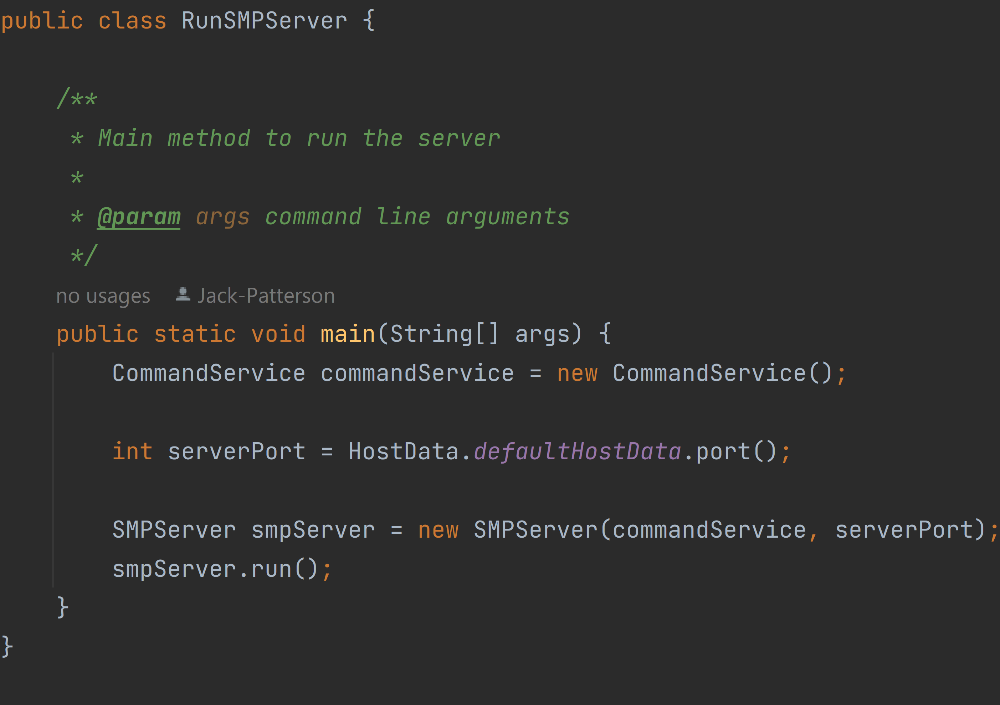 public class RunSMPServer {
/**
* Main method to run the server
*
* @param args command line arguments
*/
no usages Jack-Patterson
public static void main(String[] args) {
CommandService commandService = new CommandService();
int serverPort = HostData.defaultHostData.port();
SMPServer smpServer = new SMPServer(commandService, serverPort);
smpServer.run();
}
}